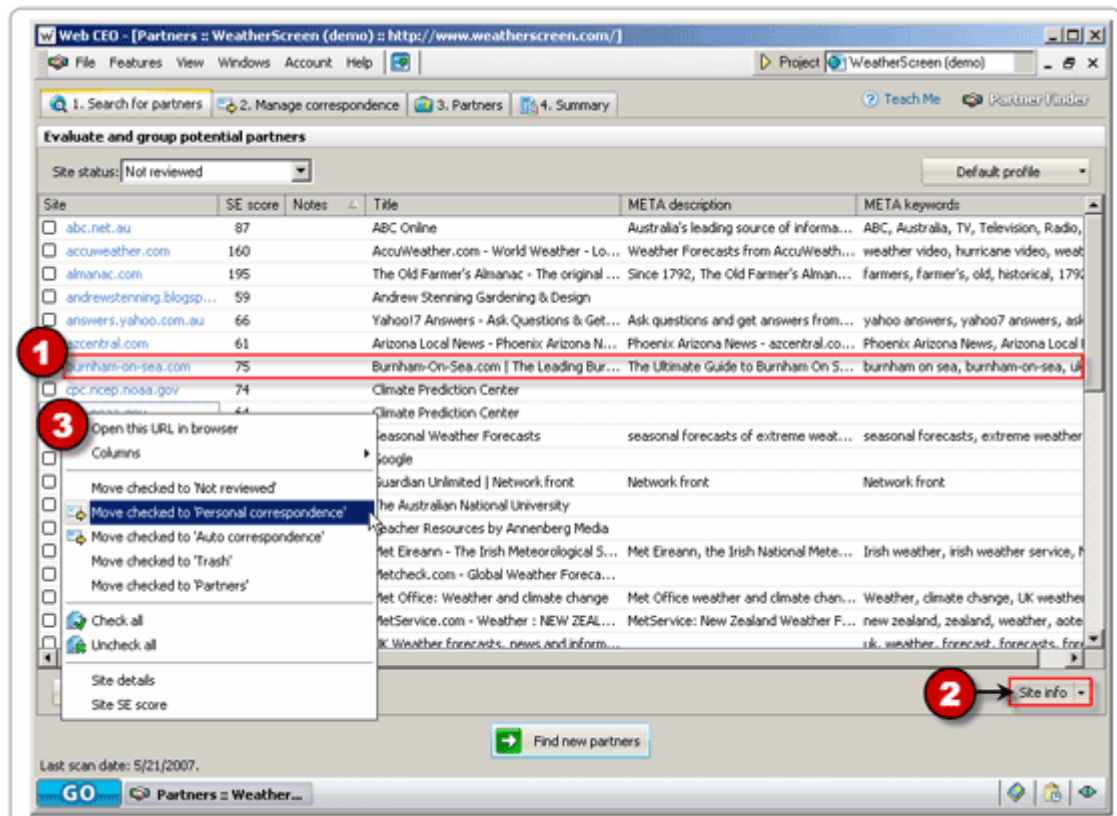 Web CEO - [Partners :: WeatherScreen (demo) :: http://www.weatherscreen.com/]
File Features View Windows Account Help Project WeatherScreen (demo)
1. Search for partners 2. Manage correspondence 3. Partners 4. Summary Teach Me Partner Finder
Evaluate and group potential partners
Site status: Not reviewed Default profile
Site SE score Notes Title META description META keywords
abc.net.au 87 ABC Online Australia's leading source of informa... ABC, Australia, TV, Television, Radio,
accuweather.com 160 AccuWeather.com - World Weather - Lo... Weather Forecasts from AccuWeath... weather video, hurricane video, weat
almanac.com 195 The Old Farmer's Almanac - The original ... Since 1792, The Old Farmer's Alman... farmers, farmer's, old, historical, 1792
andrewstenning.blogsp... 59 Andrew Stenning Gardening & Design
answers.yahoo.com.au 66 Yahoo!7 Answers - Ask Questions & Get... Ask questions and get answers from... yahoo answers, yahoo7 answers, ask
1
azcentral.com 61 Arizona Local News - Phoenix Arizona N... Phoenix Arizona News - azcentral.co... Phoenix Arizona News, Arizona Local
burnham-on-sea.com 75 Burnham-On-Sea.com | The Leading Bur... The Ultimate Guide to Burnham On S... burnham on sea, burnham-on-sea, uk
cpc.ncep.noaa.gov 74 Climate Prediction Center
64 Climate Prediction Center
3
Open this URL in browser Seasonal Weather Forecasts seasonal forecasts of extreme weat... seasonal forecasts, extreme weather
Columns Google
Guardian Unlimited | Network front Network front Network front
Move checked to 'Not reviewed'
Move checked to 'Personal correspondence' The Australian National University
Move checked to 'Auto correspondence' Teacher Resources by Annenberg Media
Move checked to 'Trash' Met Eireann - The Irish Meteorological S... Met Eireann, the Irish National Mete... Irish weather, irish weather service,
Move checked to 'Partners' Metcheck.com - Global Weather Foreca...
Met Office: Weather and climate change Met Office weather and climate chan... Weather, climate change, UK weather
Check all MetService.com - Weather : NEW ZEAL... MetService: New Zealand Weather F... new zealand, zealand, weather, aote
Uncheck all UK Weather forecasts, news and inform... uk, weather, forecast, forecasts, fore
Site details
2 Site info
Site SE score
Find new partners
Last scan date: 5/21/2007.
GO Partners :: Weather...